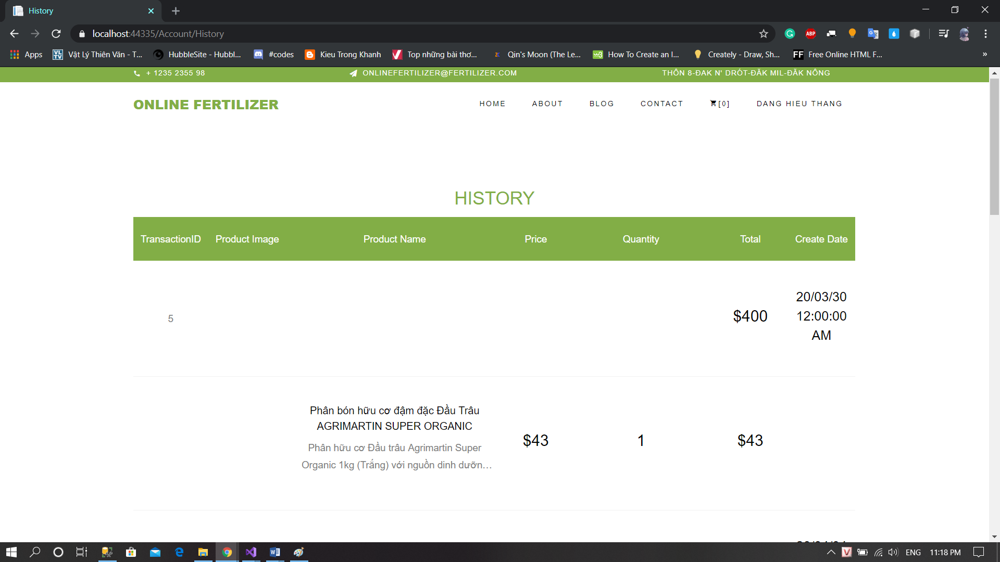 History
localhost:44335/Account/History
Apps
Vật Lý Thiên Văn - T...
HubbleSite - Hubbl...
#codes
Kieu Trong Khanh
Top những bài thơ...
Qin's Moon (The Le...
How To Create an I...
Creately - Draw, Sh...
FF Free Online HTML F...
»
ABP
+ 1235 2355 98
ONLINEFERTILIZER@FERTILIZER.COM
THÔN 8-ĐAK N' DRÓT-ĐĂK MIL-ĐĂK NÔNG
ONLINE FERTILIZER
HOME
ABOUT
BLOG
CONTACT
[0]
DANG HIEU THANG
HISTORY
TransactionID Product Image Product Name Price Quantity Total Create Date
5
$400
20/03/30
12:00:00
AM
Phân bón hữu cơ đậm đặc Đầu Trâu
AGRIMARTIN SUPER ORGANIC
Phân hữu cơ Đầu trâu Agrimartin Super
Organic 1kg (Trắng) với nguồn dinh dưỡn...
$43
1
$43
ENG
11:18 PM